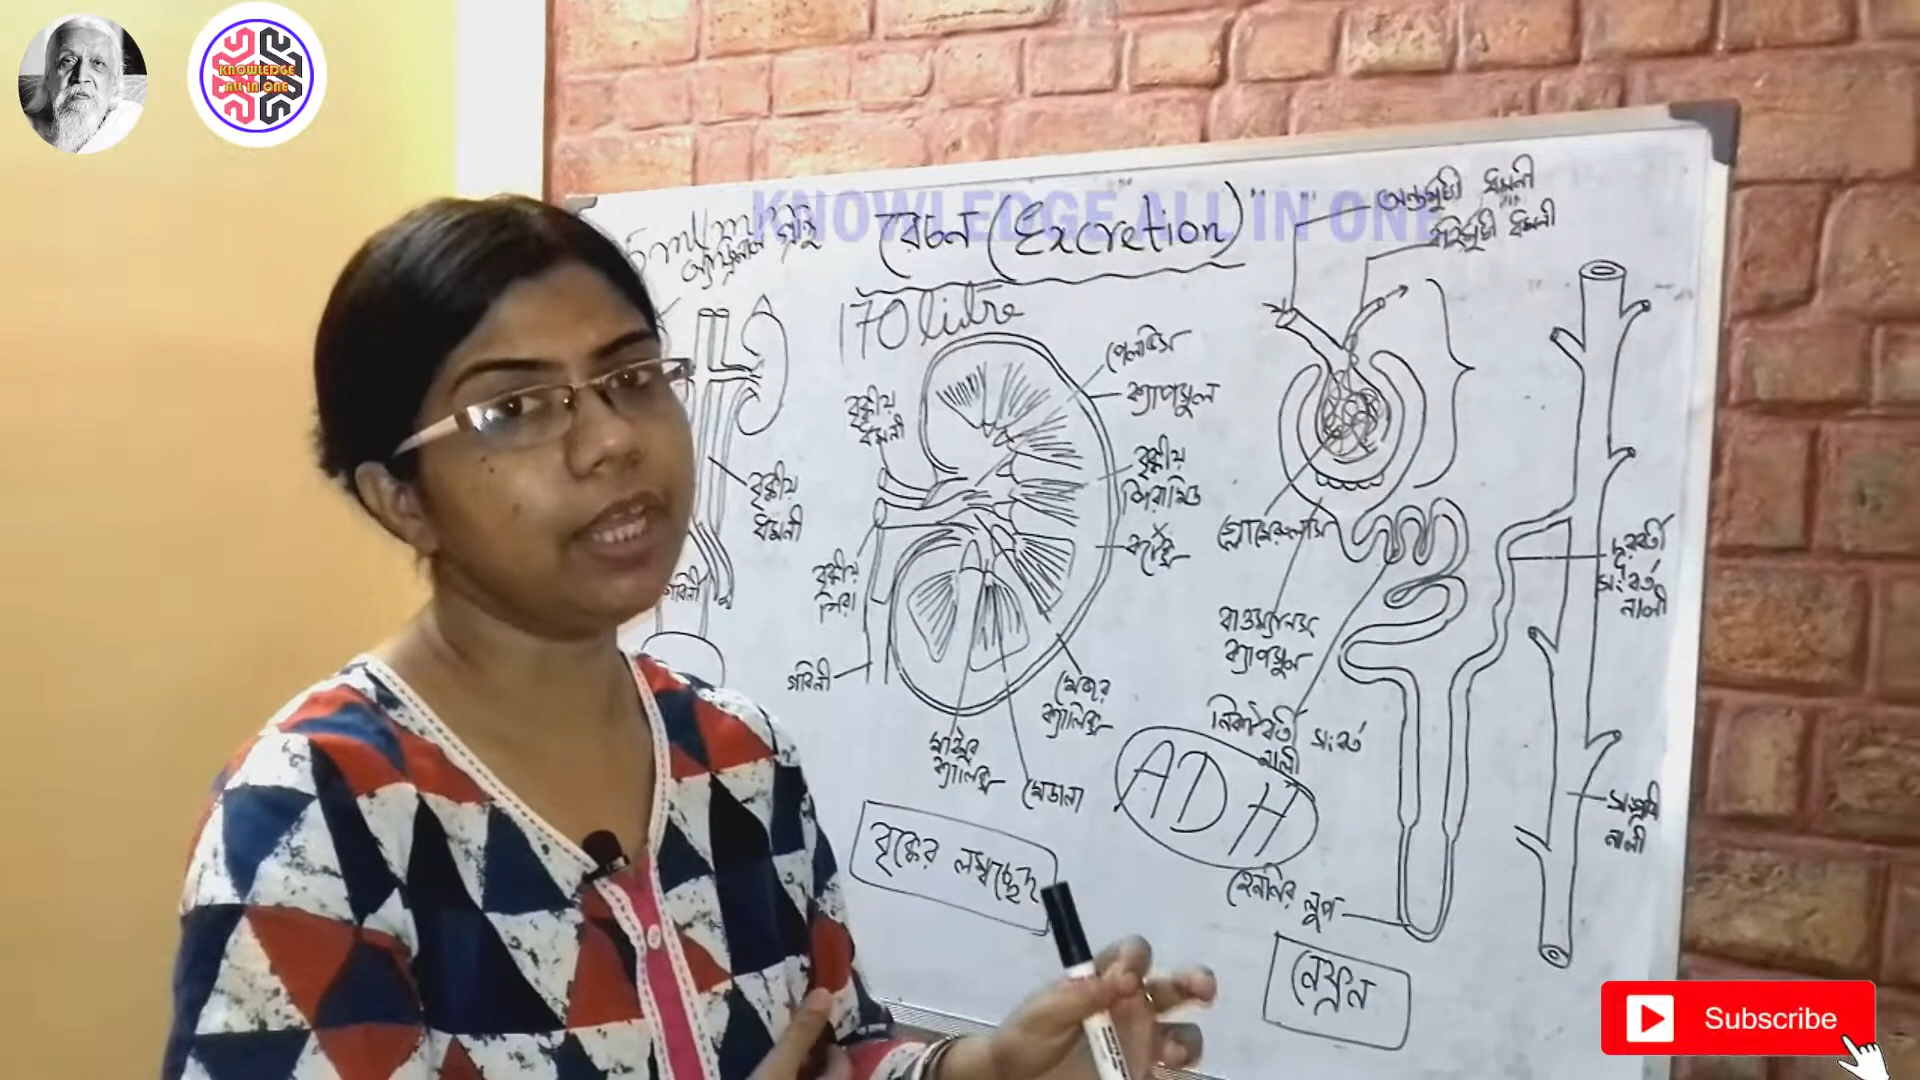 KNOWLEDGE
ALL IN ONE
KNOWLEDGE ALL IN ONE
রেচন (Excretion)
170 litre
বৃক্কীয়
ধমনী
গবিনী
বৃক্কীয়
ধমনী
বৃক্কীয়
শিরা
গবিনী
পেলভিস
ক্যাপসুল
বৃক্কীয়
পিরামিড
কর্টেক্স
মেজর
ক্যালিক্স
মাইনর
ক্যালিক্স
মেডালা
বৃক্কের লম্বচ্ছেদ
ADH
অন্তর্মুখী ধমনী
বহির্মুখী ধমনী
গ্লোমেরুলাস
বাওম্যানস
ক্যাপসুল
নিকটবর্তী সংবর্ত
নালী
দূরবর্তী
সংবর্ত
নালী
সংগ্রাহী
নালী
হেনলির লুপ
নেফ্রন
Subscribe